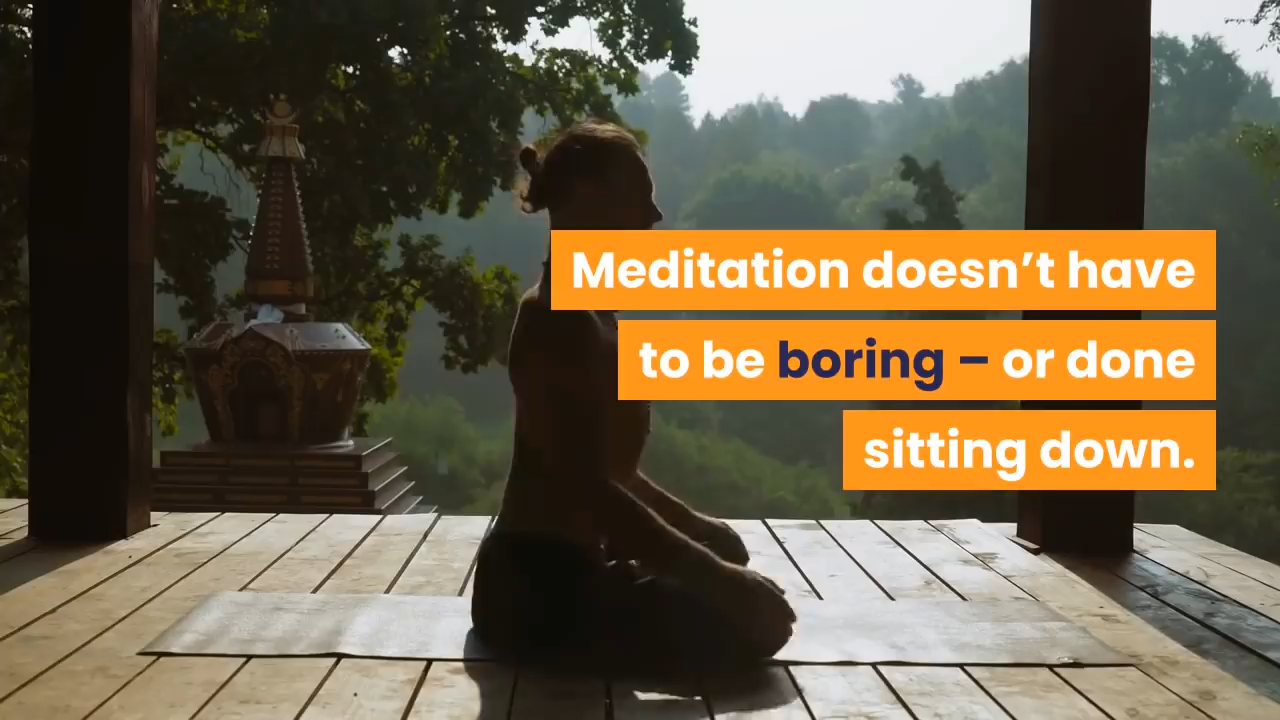 Meditation doesn’t have
to be boring – or done
sitting down.